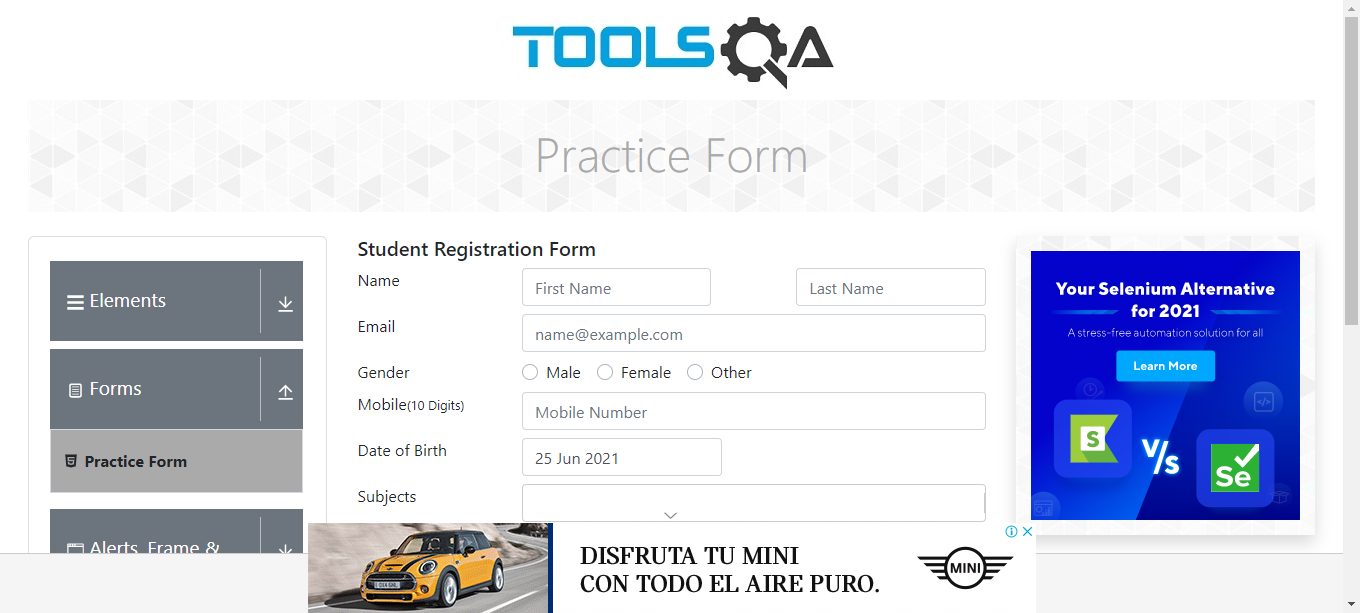 TOOLSQA
Practice Form
Elements
Forms
Practice Form
Alerts, Frame &
Student Registration Form
Name
First Name
Last Name
Email
name@example.com
Gender
Male
Female
Other
Mobile(10 Digits)
Mobile Number
Date of Birth
25 Jun 2021
Subjects
Your Selenium Alternative
for 2021
A stress-free automation solution for all
Learn More
S
V/s
Se
DISFRUTA TU MINI
CON TODO EL AIRE PURO.
MINI